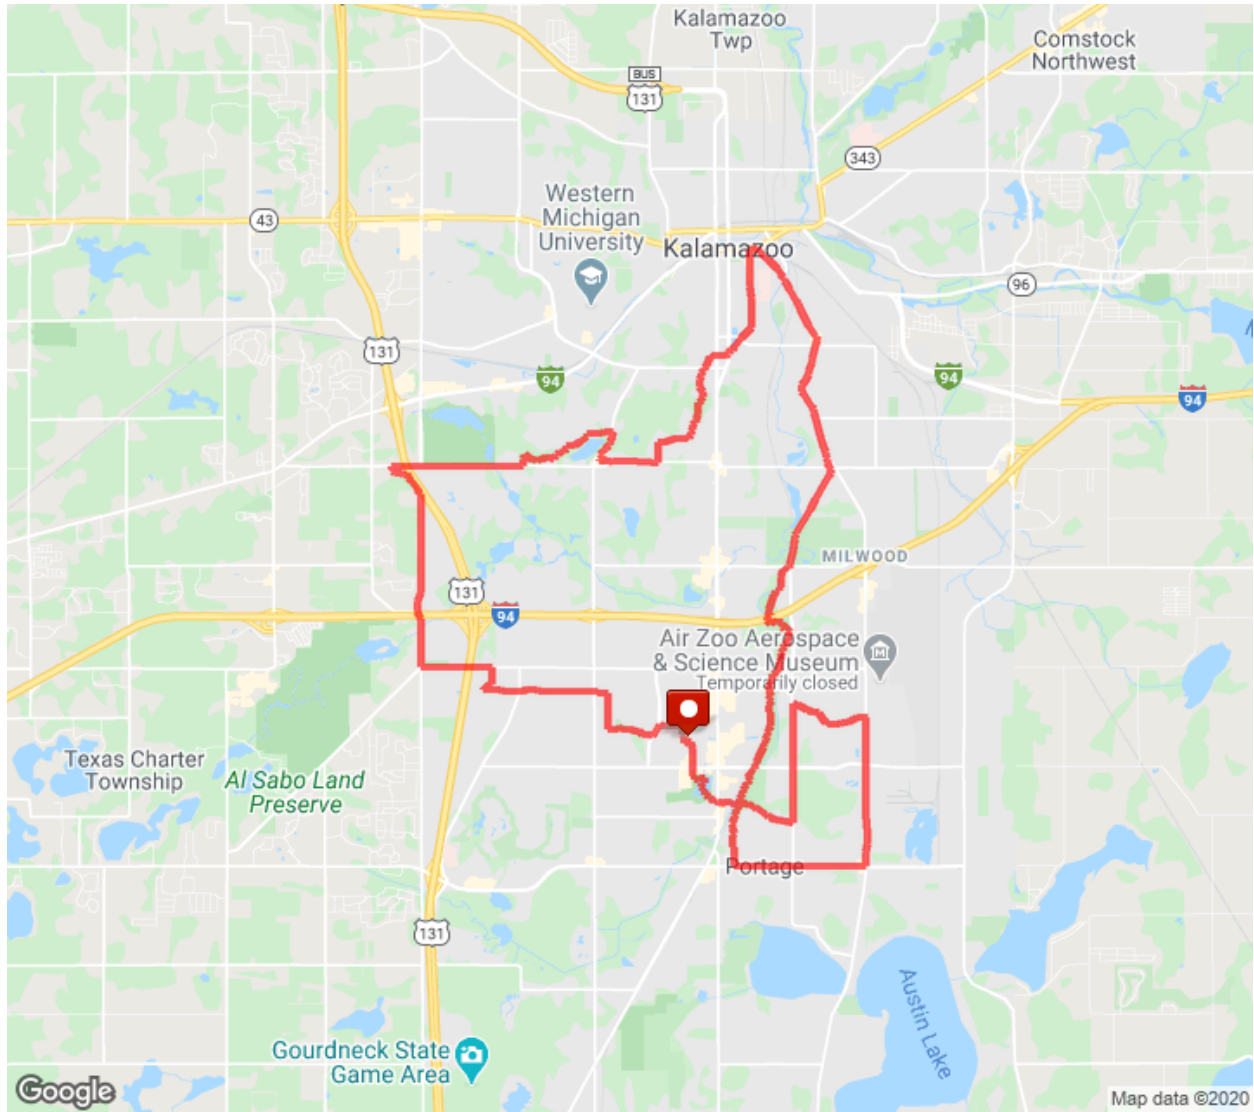 Kalamazoo
Twp
Comstock
Northwest
BUS
131
343
Western
Michigan
University
43
Kalamazoo
96
131
94
94
94
MILWOOD
131
94
Air Zoo Aerospace
& Science Museum
Temporarily closed
Texas Charter
Township
Al Sabo Land
Preserve
Portage
131
Austin Lake
Gourdneck State
Game Area
Google
Map data ©2020